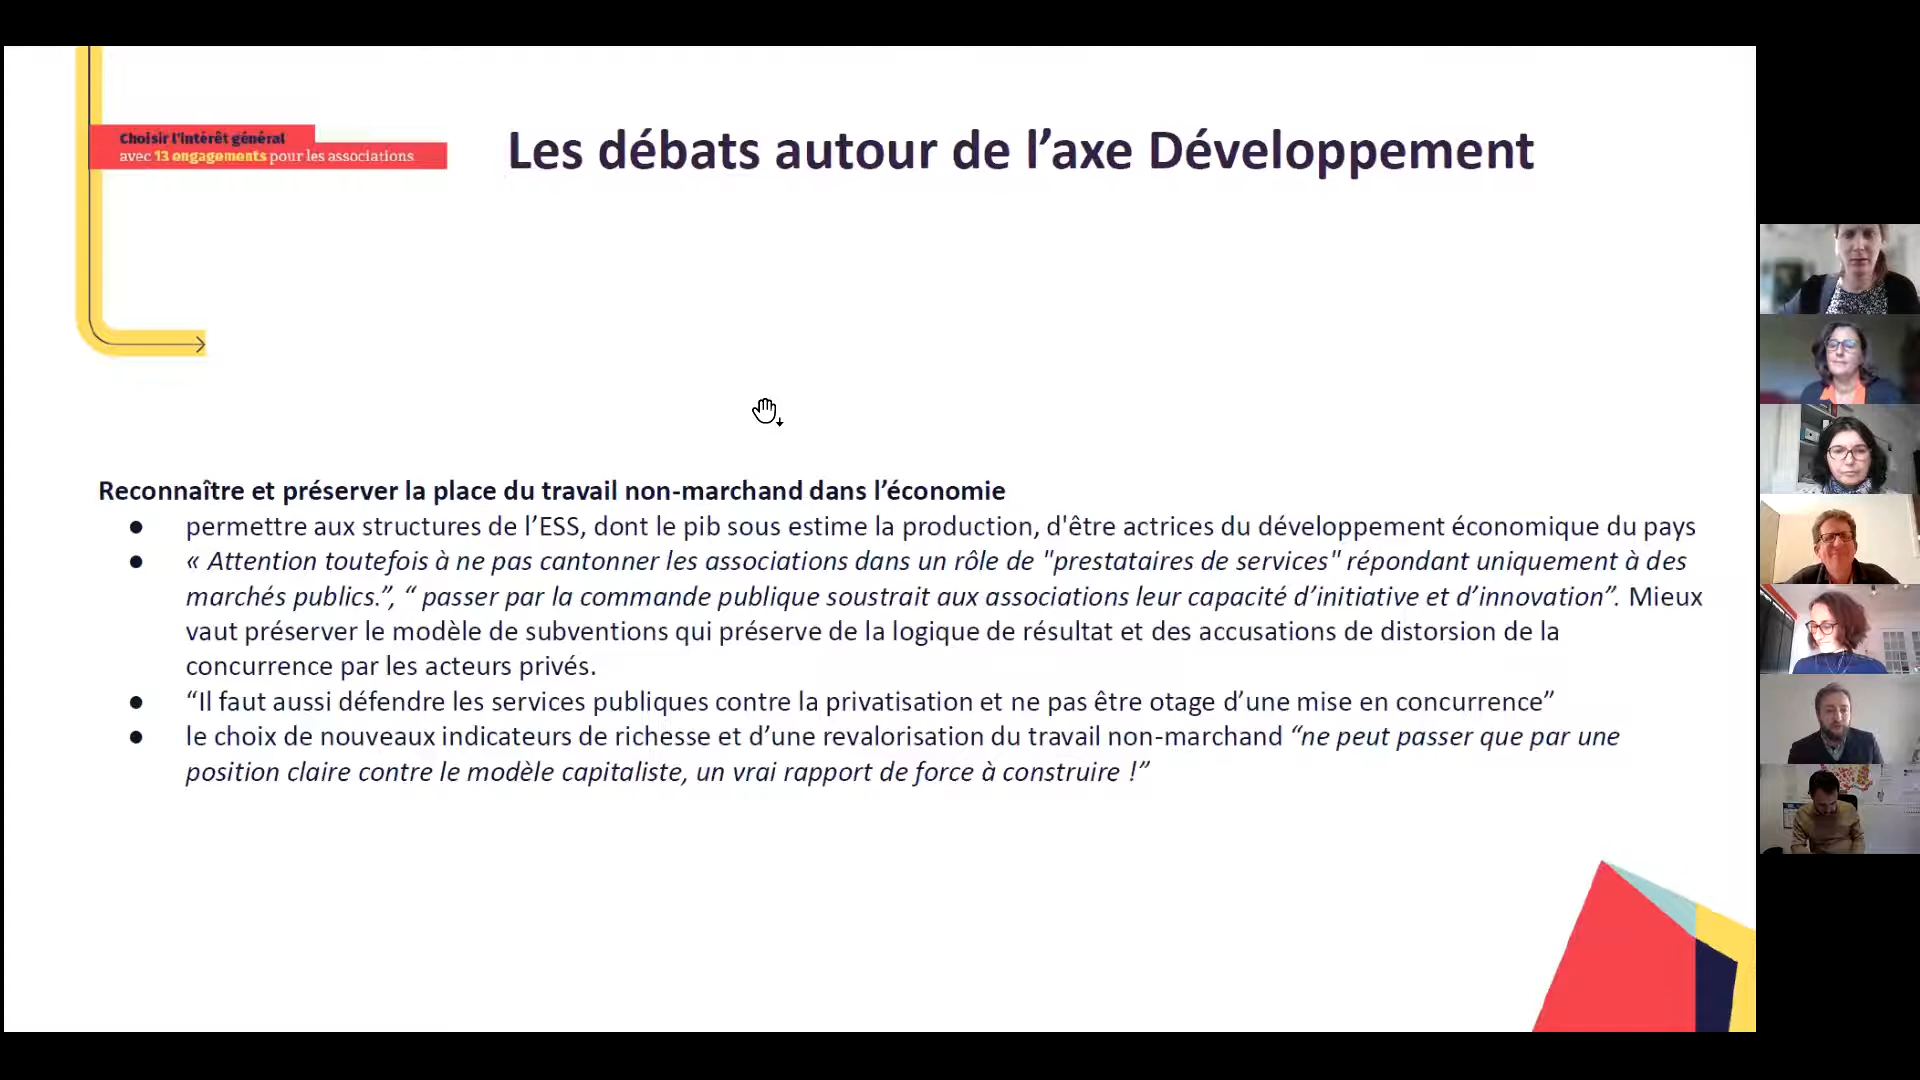 Choisir l'intérêt général
avec 13 engagements pour les associations
Les débats autour de l’axe Développement
Reconnaître et préserver la place du travail non-marchand dans l’économie
● permettre aux structures de l’ESS, dont le pib sous estime la production, d'être actrices du développement économique du pays
● « Attention toutefois à ne pas cantonner les associations dans un rôle de "prestataires de services" répondant uniquement à des
marchés publics.”, “ passer par la commande publique soustrait aux associations leur capacité d’initiative et d’innovation”. Mieux
vaut préserver le modèle de subventions qui préserve de la logique de résultat et des accusations de distorsion de la
concurrence par les acteurs privés.
● “Il faut aussi défendre les services publiques contre la privatisation et ne pas être otage d’une mise en concurrence”
● le choix de nouveaux indicateurs de richesse et d’une revalorisation du travail non-marchand “ne peut passer que par une
position claire contre le modèle capitaliste, un vrai rapport de force à construire !”